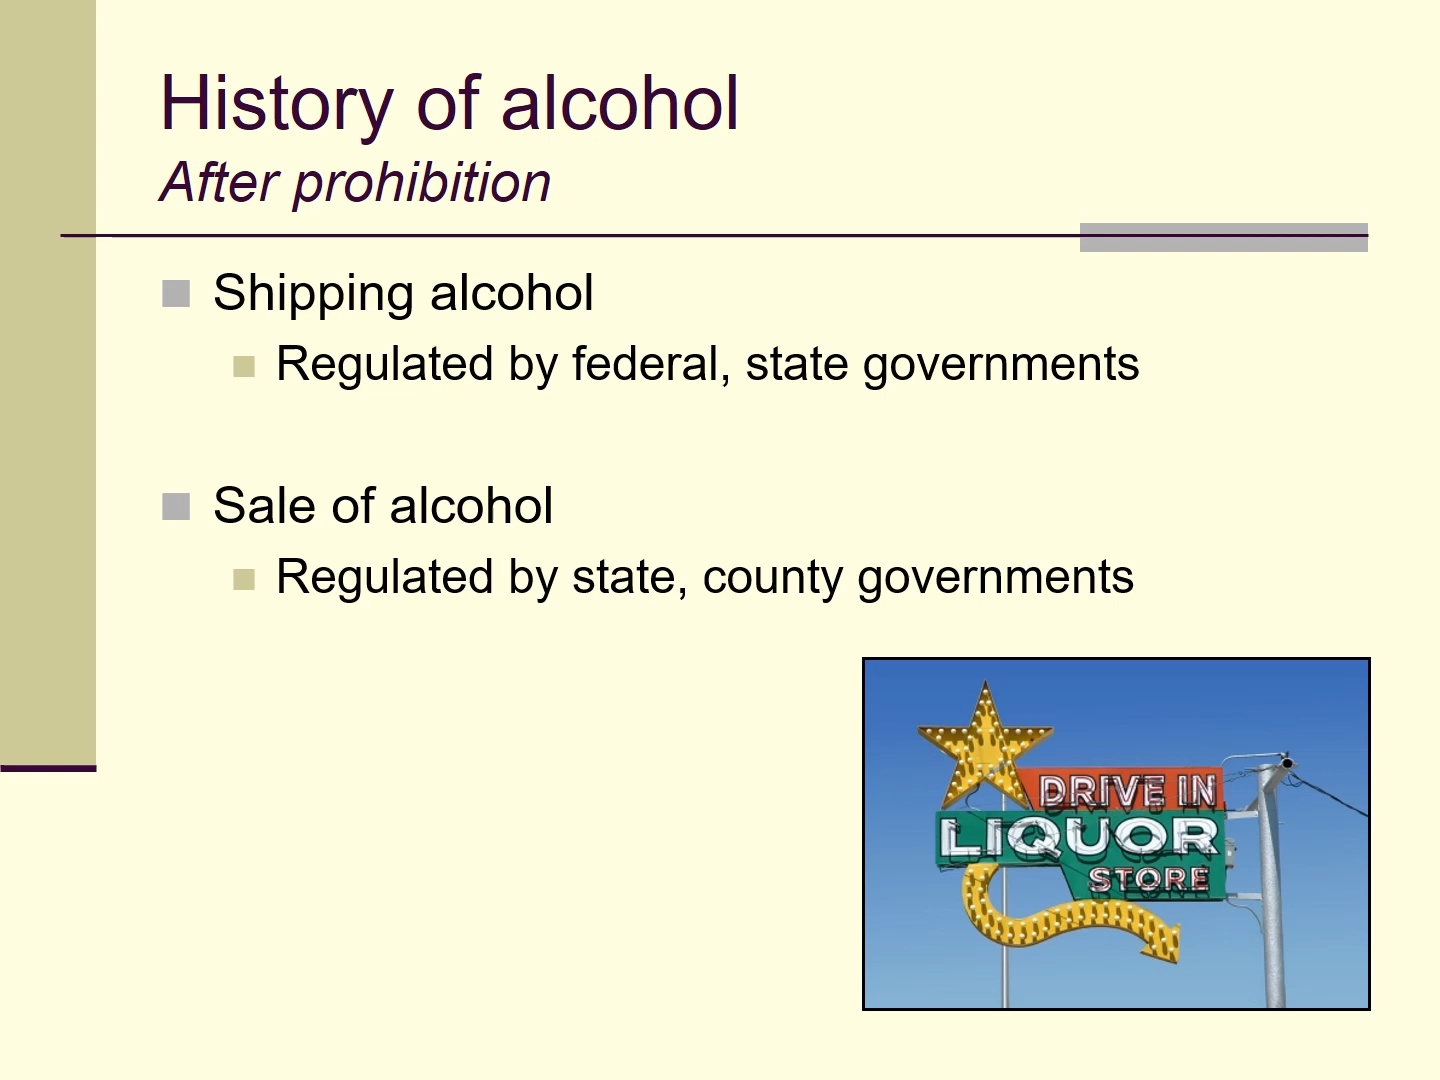 History of alcohol
After prohibition
Shipping alcohol
Regulated by federal, state governments
Sale of alcohol
Regulated by state, county governments
DRIVE IN
LIQUOR
STORE